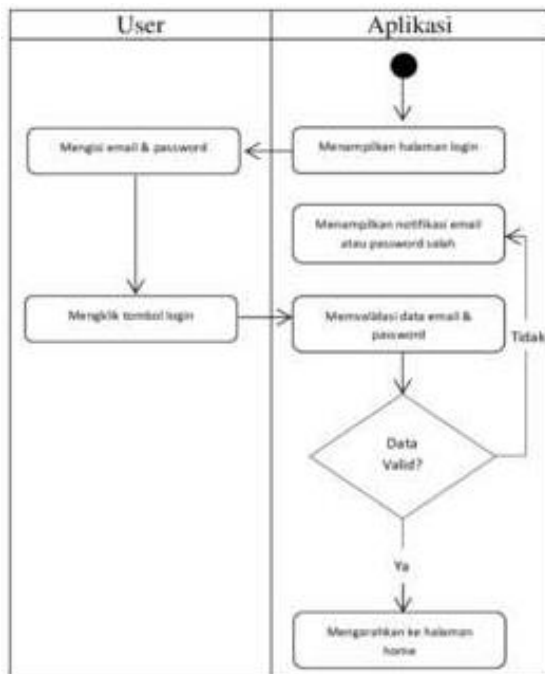 User
Aplikasi
Menampilkan halaman login
Mengisi email & password
Menampilkan notifikasi email
atau password salah
Mengklik tombol login
Memvalidasi data email &
password
Tidak
Data
Valid?
Ya
Mengarahkan ke halaman
home